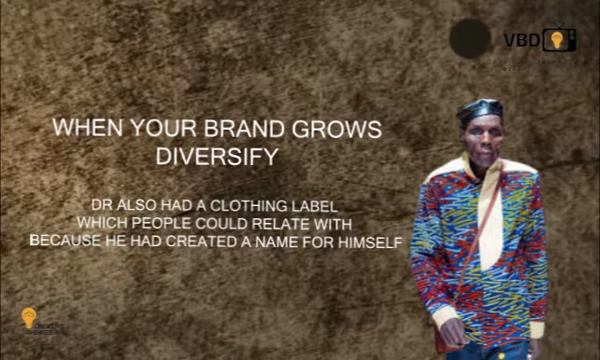 VBD
WHEN YOUR BRAND GROWS
DIVERSIFY
DR ALSO HAD A CLOTHING LABEL
WHICH PEOPLE COULD RELATE WITH
BECAUSE HE HAD CREATED A NAME FOR HIMSELF